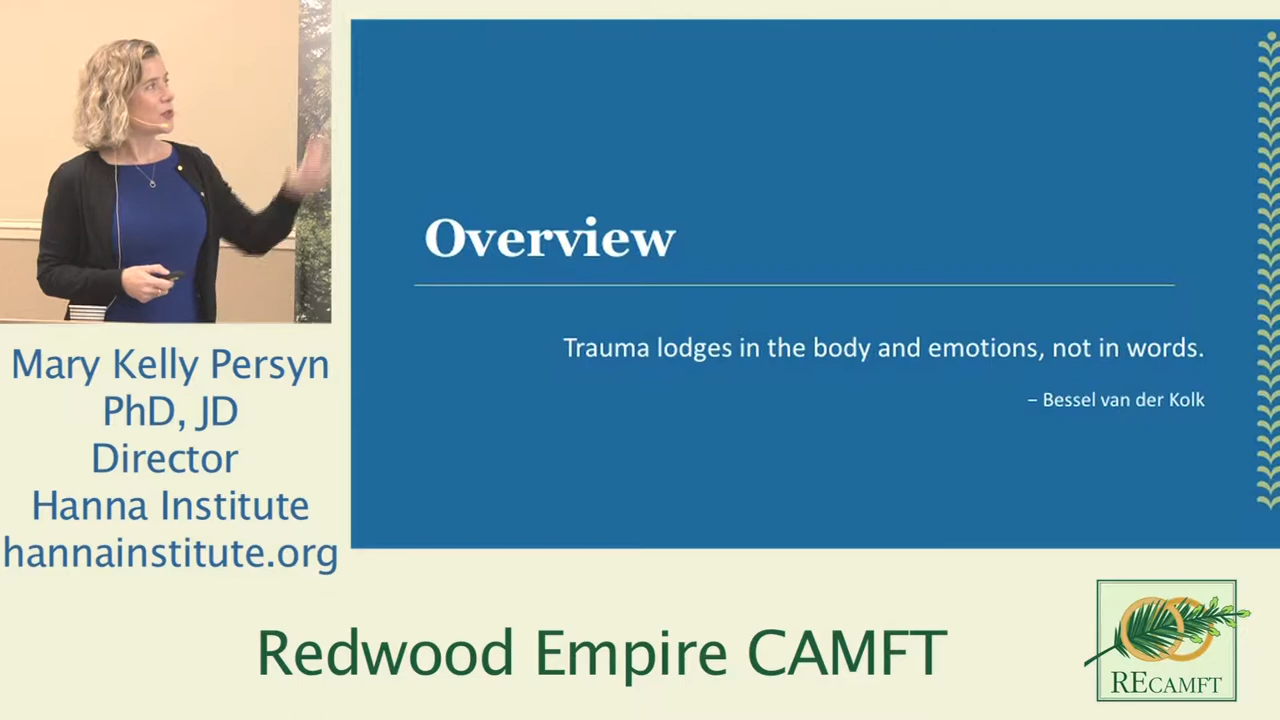 Overview
Trauma lodges in the body and emotions, not in words.
– Bessel van der Kolk
Mary Kelly Persyn
PhD, JD
Director
Hanna Institute
hannainstitute.org
Redwood Empire CAMFT
RECAMFT